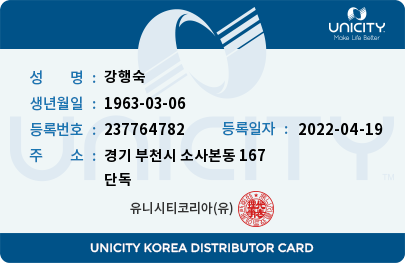 UNICITY
Make Life Better
성 명 : 강행숙
생년월일 : 1963-03-06
등록번호 : 237764782 등록일자 : 2022-04-19
주 소 : 경기 부천시 소사본동 167
단독
UNICITY TM
유니시티코리아(유)
UNICITY KOREA DISTRIBUTOR CARD